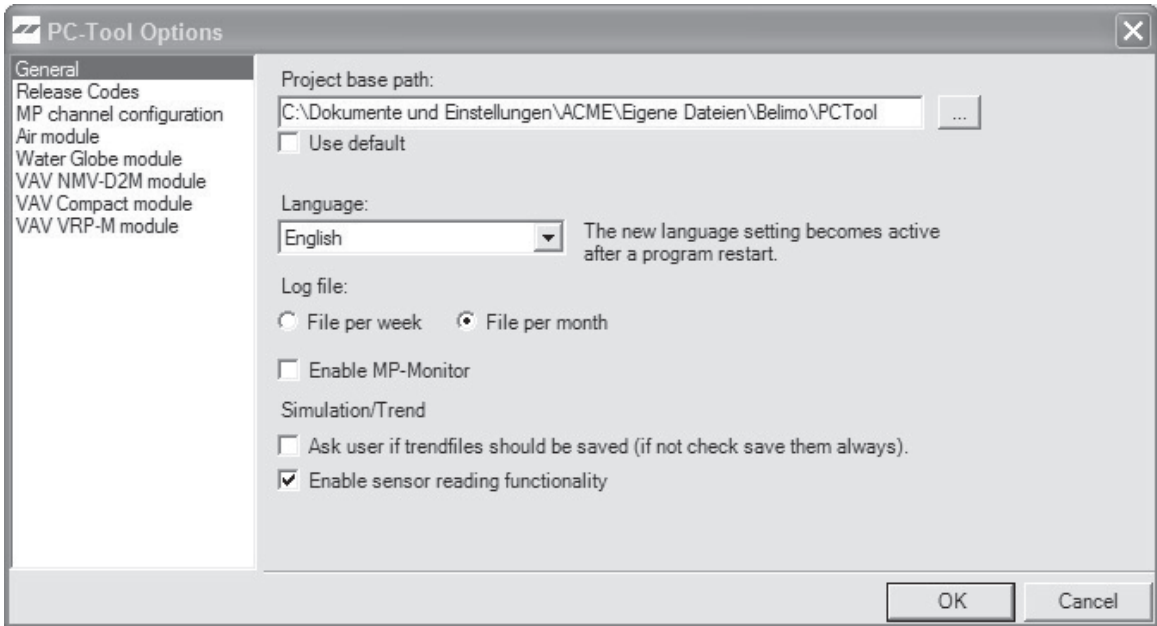 PC-Tool Options
General
Release Codes
MP channel configuration
Air module
Water Globe module
VAV NMV-D2M module
VAV Compact module
VAV VRP-M module
Project base path:
C:\Dokumente und Einstellungen\ACME\Eigene Dateien\Belimo\PCTool
...
Use default
Language:
English
The new language setting becomes active
after a program restart.
Log file:
File per week
File per month
Enable MP-Monitor
Simulation/Trend
Ask user if trendfiles should be saved (if not check save them always).
Enable sensor reading functionality
OK
Cancel